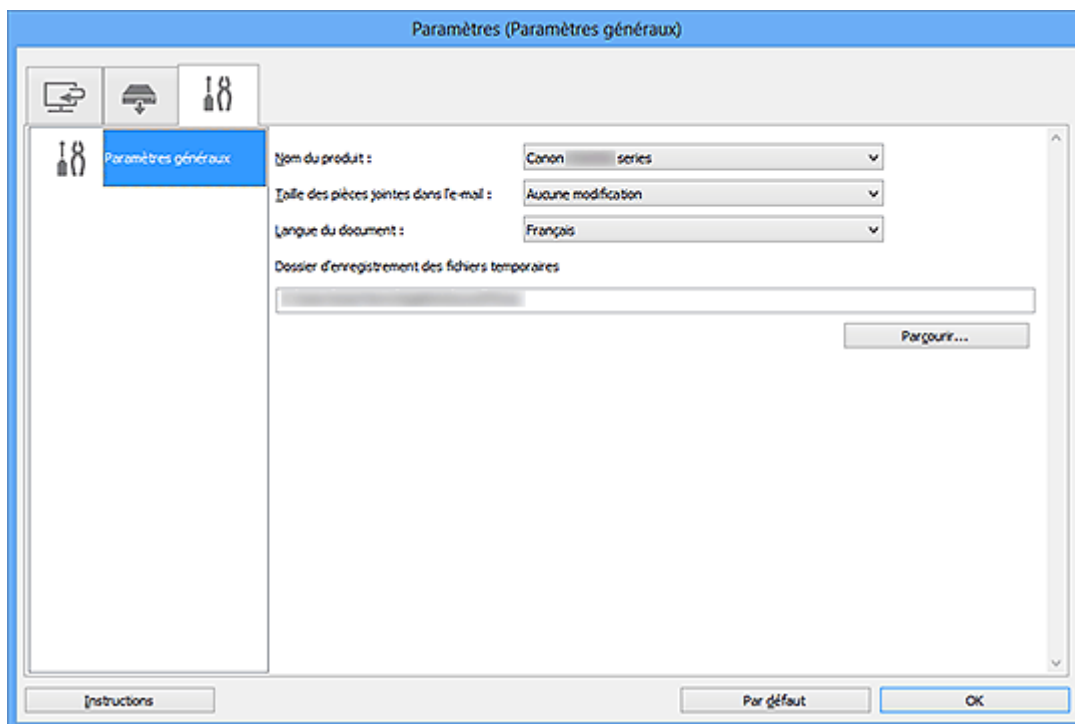 Paramètres (Paramètres généraux)
Paramètres généraux
Nom du produit :
Canon series
Taille des pièces jointes dans l'e-mail :
Aucune modification
Langue du document :
Français
Dossier d'enregistrement des fichiers temporaires
Parcourir...
Instructions
Par défaut
OK